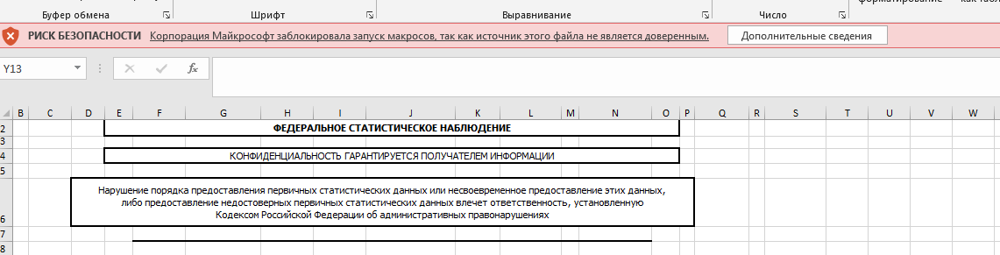 Буфер обмена Шрифт Выравнивание Число
РИСК БЕЗОПАСНОСТИ Корпорация Майкрософт заблокировала запуск макросов, так как источник этого файла не является доверенным. Дополнительные сведения
Y13 fx
B C D E F G H I J K L M N O P Q R S T U V W
2 ФЕДЕРАЛЬНОЕ СТАТИСТИЧЕСКОЕ НАБЛЮДЕНИЕ
3
4 КОНФИДЕНЦИАЛЬНОСТЬ ГАРАНТИРУЕТСЯ ПОЛУЧАТЕЛЕМ ИНФОРМАЦИИ
5
Нарушение порядка предоставления первичных статистических данных или несвоевременное предоставление этих данных,
либо предоставление недостоверных первичных статистических данных влечет ответственность, установленную
6 Кодексом Российской Федерации об административных правонарушениях
7
8